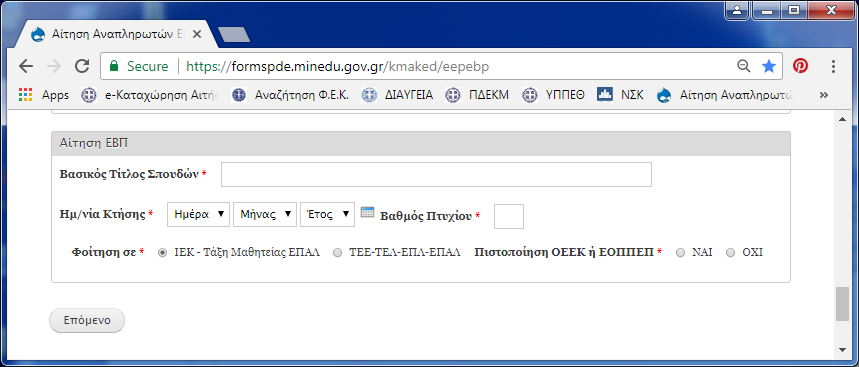 Αίτηση Αναπληρωτών Ε
Secure https://formspde.minedu.gov.gr/kmaked/eepebp
Apps e-Καταχώρηση Αιτής Αναζήτηση Φ.Ε.Κ. ΔΙΑΥΓΕΙΑ ΠΔΕΚΜ ΥΠΠΕΘ ΝΣΚ Αίτηση Αναπληρωτώ »
Αίτηση ΕΒΠ
Βασικός Τίτλος Σπουδών *
Ημ/νία Κτήσης * Ημέρα Μήνας Έτος Βαθμός Πτυχίου *
Φοίτηση σε * ΙΕΚ - Τάξη Μαθητείας ΕΠΑΛ ΤΕΕ-ΤΕΛ-ΕΠΛ-ΕΠΑΛ Πιστοποίηση ΟΕΕΚ ή ΕΟΠΠΕΠ * ΝΑΙ ΟΧΙ
Επόμενο